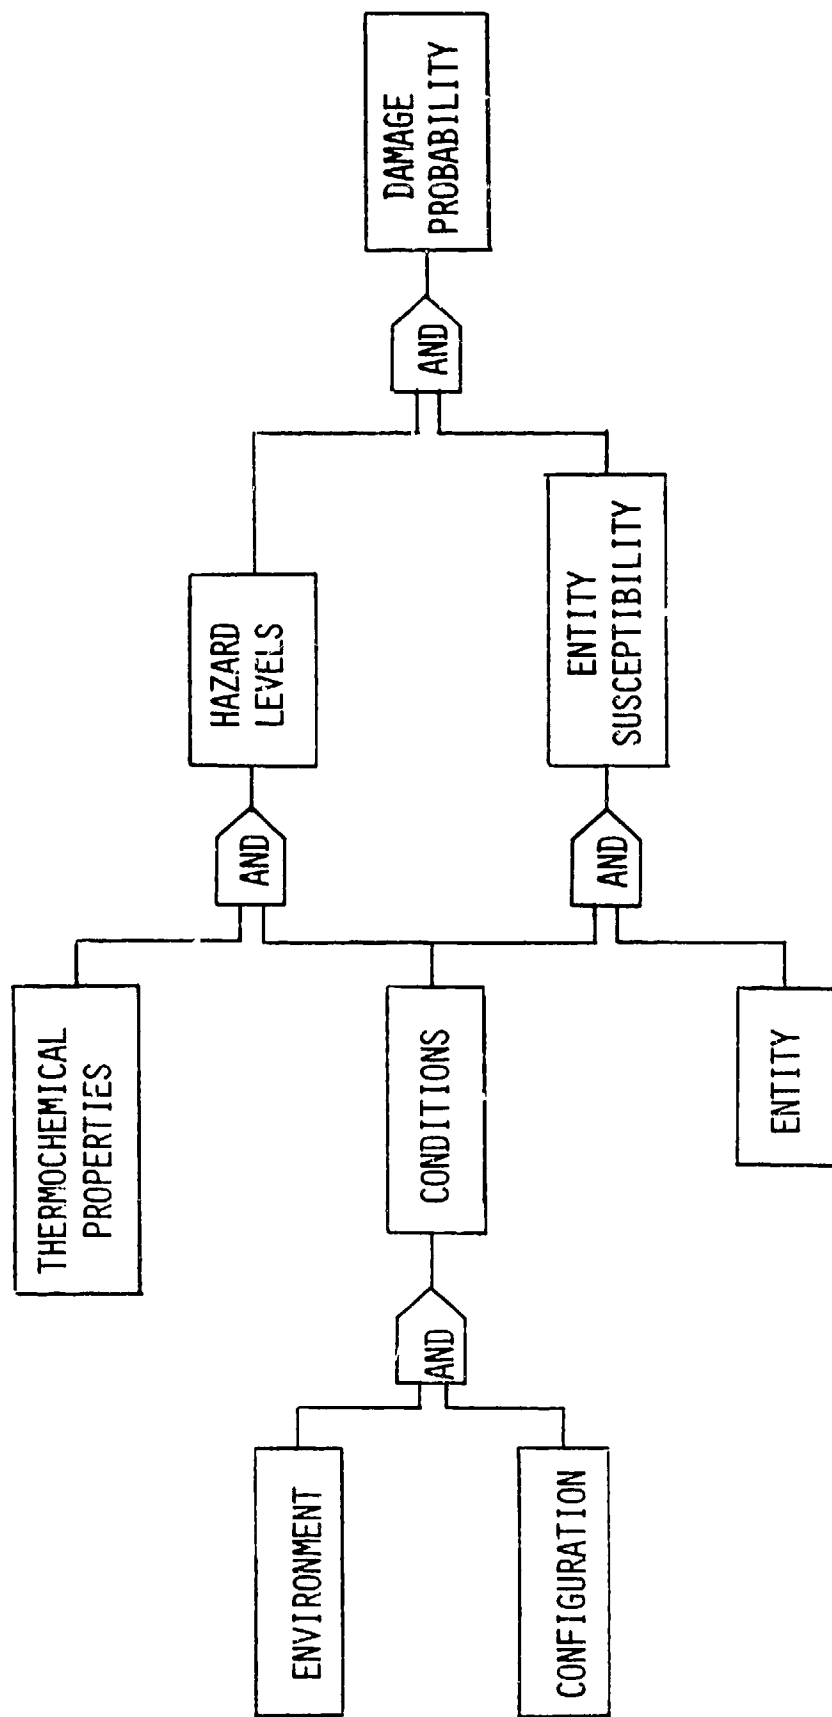 ENVIRONMENT
CONFIGURATION
AND
THERMOCHEMICAL
PROPERTIES
CONDITIONS
ENTITY
AND
AND
HAZARD
LEVELS
ENTITY
SUSCEPTIBILITY
AND
DAMAGE
PROBABILITY